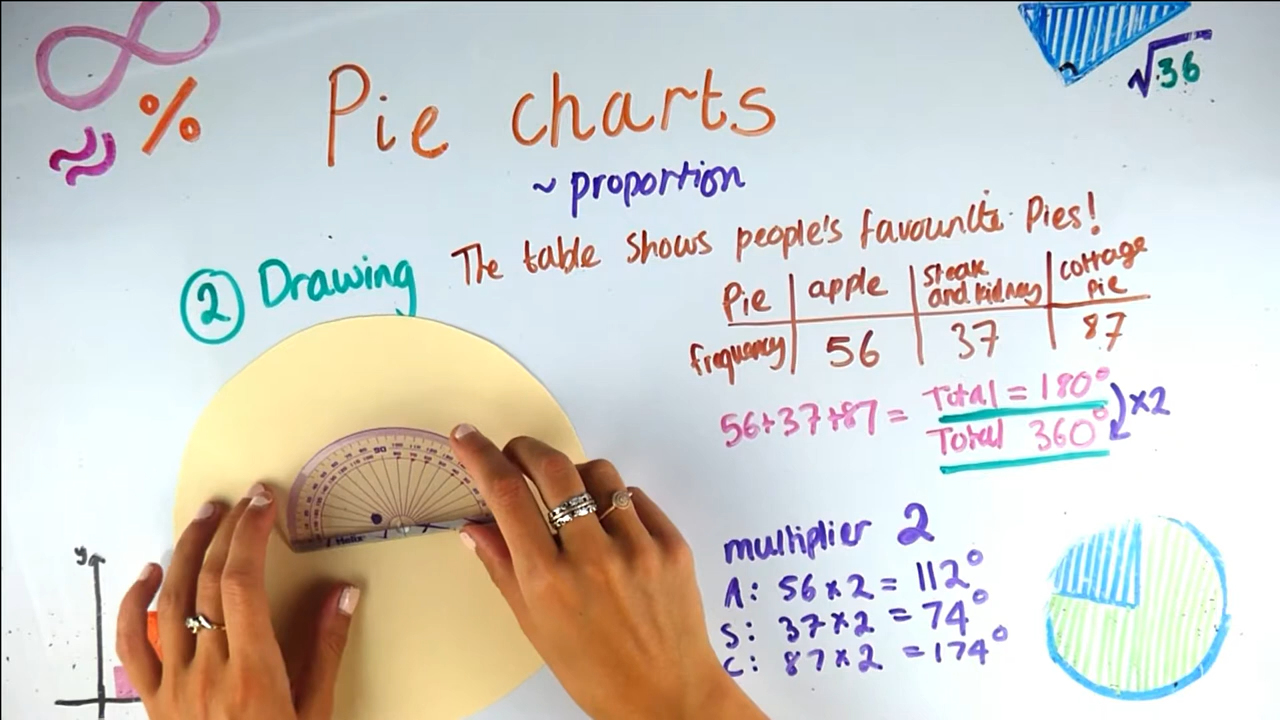 %
Pie charts
~ proportion
√36
② Drawing
The table shows people's favourite Pies!
Pie apple steak and kidney cottage pie
frequency 56 37 87
56+37+87 = Total = 180°
Total 360°
×2
multiplier 2
A: 56×2 = 112°
S: 37×2 = 74°
C: 87×2 = 174°
y
Helix
90